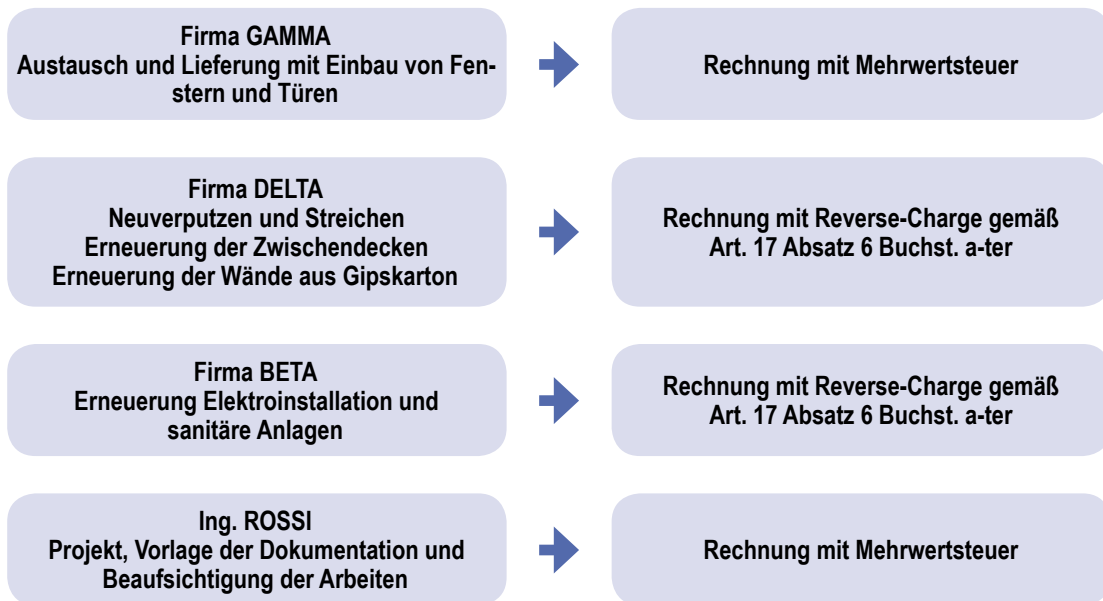 Firma GAMMA
Austausch und Lieferung mit Einbau von Fen-
stern und Türen
Rechnung mit Mehrwertsteuer
Firma DELTA
Neuverputzen und Streichen
Erneuerung der Zwischendecken
Erneuerung der Wände aus Gipskarton
Rechnung mit Reverse-Charge gemäß
Art. 17 Absatz 6 Buchst. a-ter
Firma BETA
Erneuerung Elektroinstallation und
sanitäre Anlagen
Rechnung mit Reverse-Charge gemäß
Art. 17 Absatz 6 Buchst. a-ter
Ing. ROSSI
Projekt, Vorlage der Dokumentation und
Beaufsichtigung der Arbeiten
Rechnung mit Mehrwertsteuer